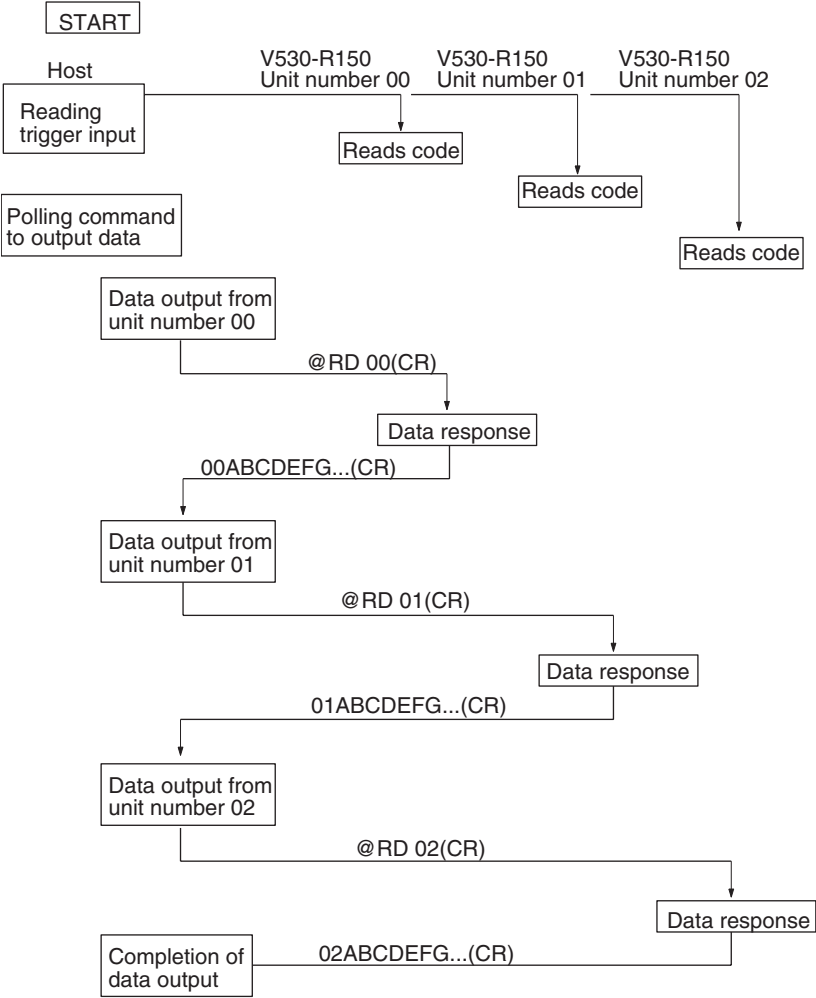 START
Host
V530-R150
Unit number 00
V530-R150
Unit number 01
V530-R150
Unit number 02
Reading
trigger input
Reads code
Reads code
Reads code
Polling command
to output data
Data output from
unit number 00
@RD 00(CR)
Data response
00ABCDEFG...(CR)
Data output from
unit number 01
@RD 01(CR)
Data response
01ABCDEFG...(CR)
Data output from
unit number 02
@RD 02(CR)
Data response
02ABCDEFG...(CR)
Completion of
data output